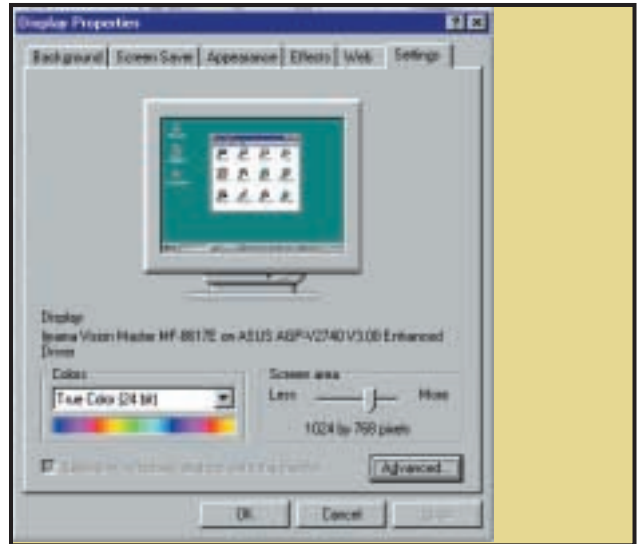 Display Properties
Background Screen Saver Appearance Effects Web Settings
Display:
Iiyama Vision Master MF-8617E on ASUS AGP-V2740 V3.00 Enhanced
Driver
Colors
Screen area
True Color (24 bit)
Less More
1024 by 768 pixels
Advanced...
OK Cancel